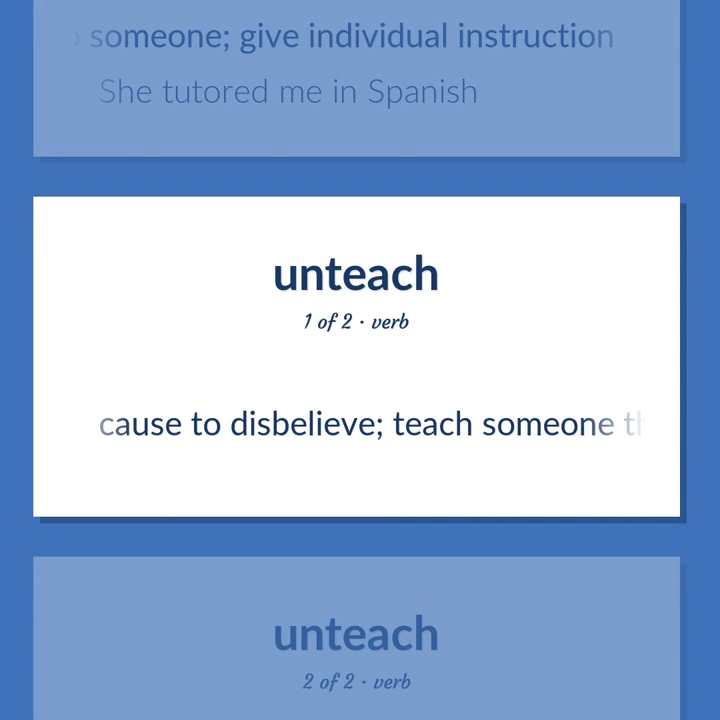 someone; give individual instruction
She tutored me in Spanish
unteach
1 of 2 · verb
cause to disbelieve; teach someone
unteach
2 of 2 · verb